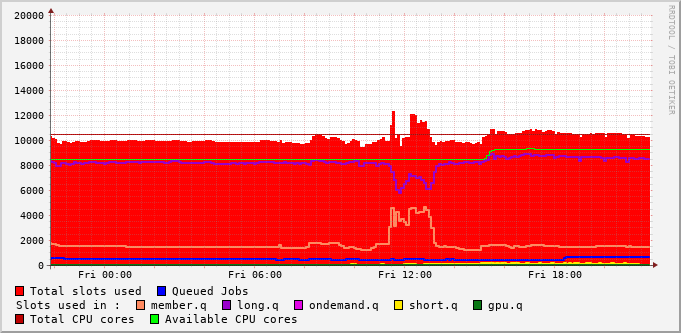 20000
18000
16000
14000
12000
10000
8000
6000
4000
2000
0
Fri 00:00 Fri 06:00 Fri 12:00 Fri 18:00
RRDTOOL / TOBI OETIKER
Total slots used Queued Jobs
Slots used in : member.q long.q ondemand.q short.q gpu.q
Total CPU cores Available CPU cores